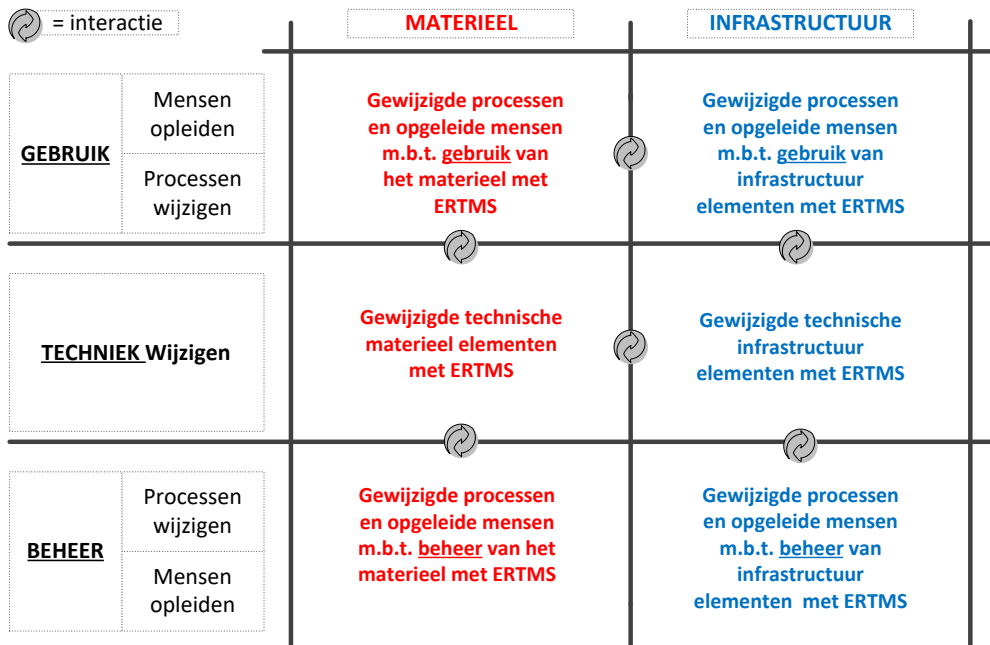 = interactie
MATERIEEL
INFRASTRUCTUUR
GEBRUIK
Mensen
opleiden
Processen
wijzigen
Gewijzigde processen
en opgeleide mensen
m.b.t. gebruik van
het materieel met
ERTMS
Gewijzigde processen
en opgeleide mensen
m.b.t. gebruik van
infrastructuur
elementen met ERTMS
TECHNIEK Wijzigen
Gewijzigde technische
materieel elementen
met ERTMS
Gewijzigde technische
infrastructuur
elementen met ERTMS
BEHEER
Processen
wijzigen
Mensen
opleiden
Gewijzigde processen
en opgeleide mensen
m.b.t. beheer van het
materieel met ERTMS
Gewijzigde processen
en opgeleide mensen
m.b.t. beheer van
infrastructuur
elementen met ERTMS